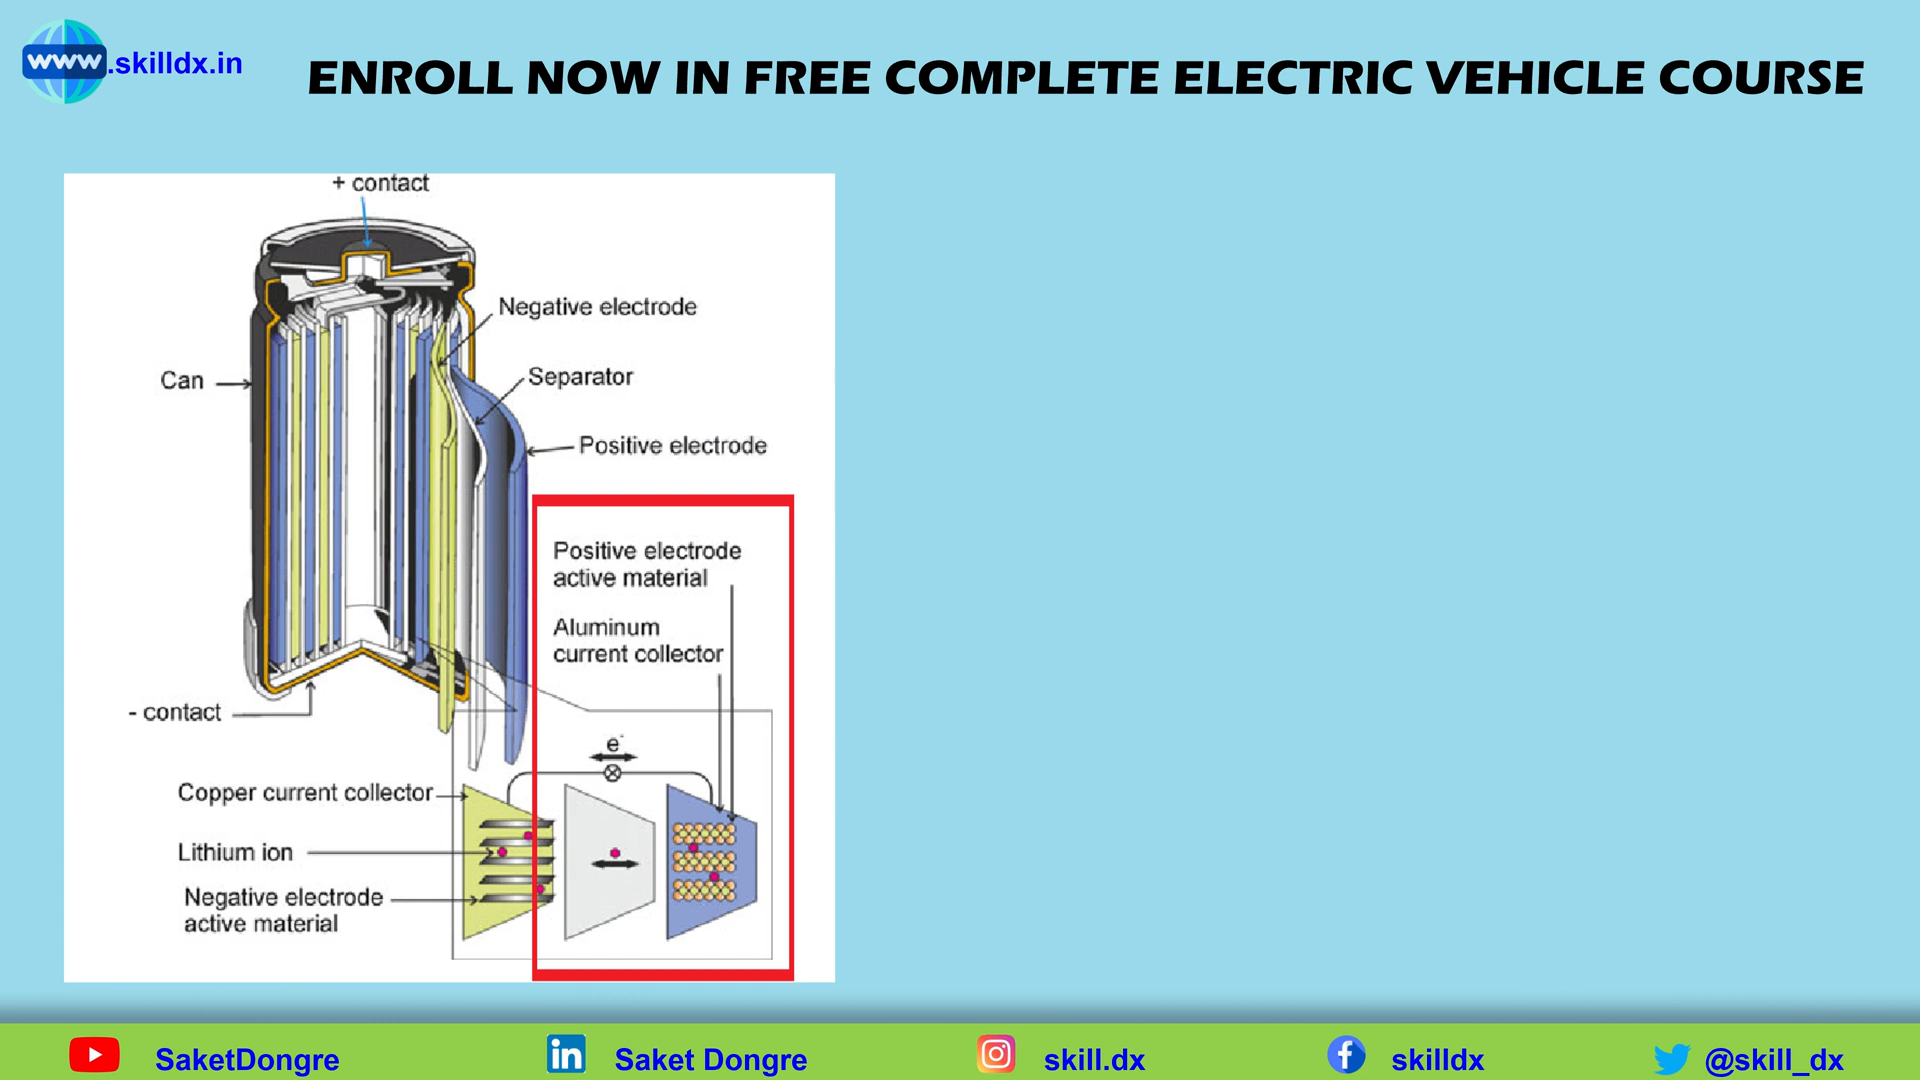 www.skilldx.in
ENROLL NOW IN FREE COMPLETE ELECTRIC VEHICLE COURSE
+ contact
Negative electrode
Separator
Can
Positive electrode
Positive electrode
active material
Aluminum
current collector
- contact
e-
Copper current collector
Lithium ion
Negative electrode
active material
SaketDongre
in
Saket Dongre
skill.dx
skilldx
@skill_dx